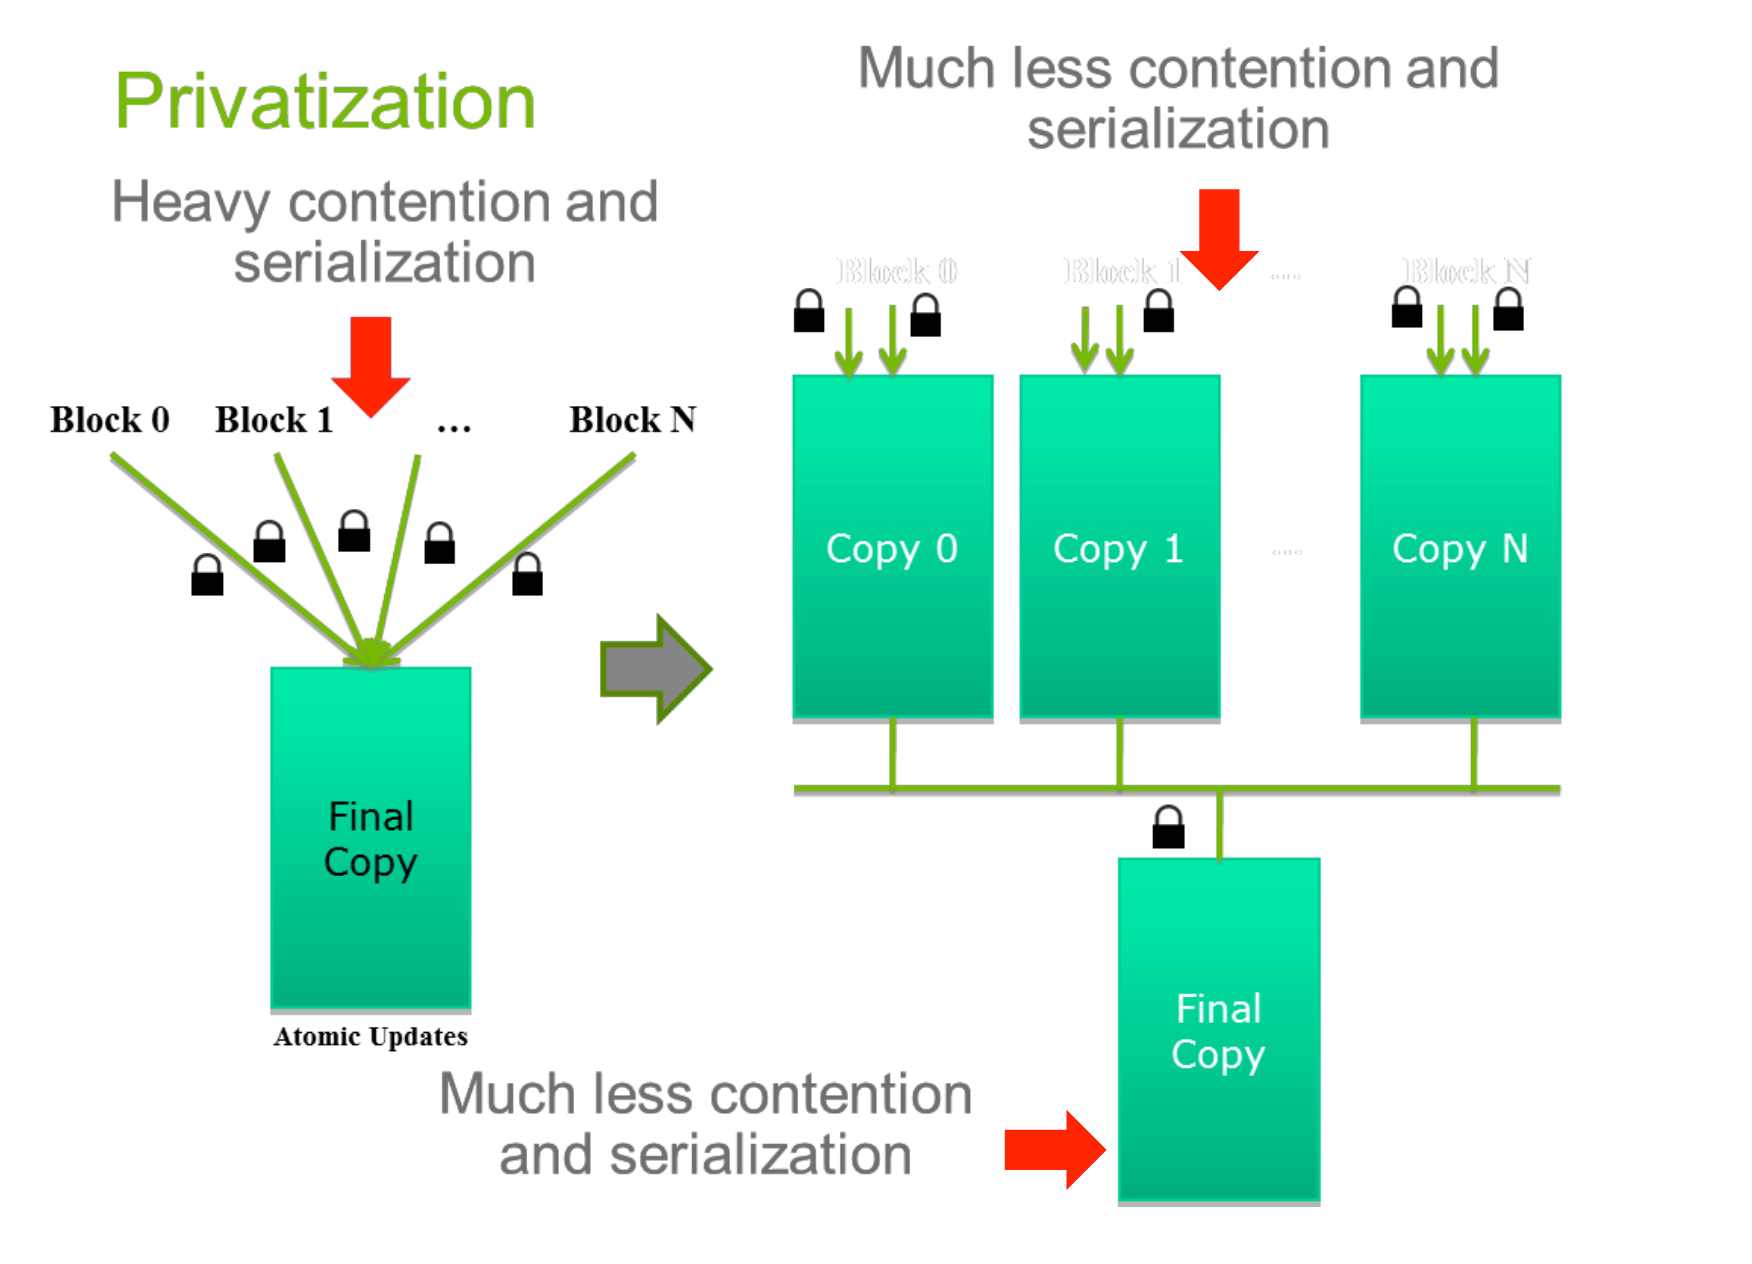 Privatization
Heavy contention and
serialization
Block 0 Block 1 ... Block N
Final
Copy
Atomic Updates
Much less contention and
serialization
Block 0 Block 1 .... Block N
Copy 0 Copy 1 .... Copy N
Final
Copy
Much less contention
and serialization